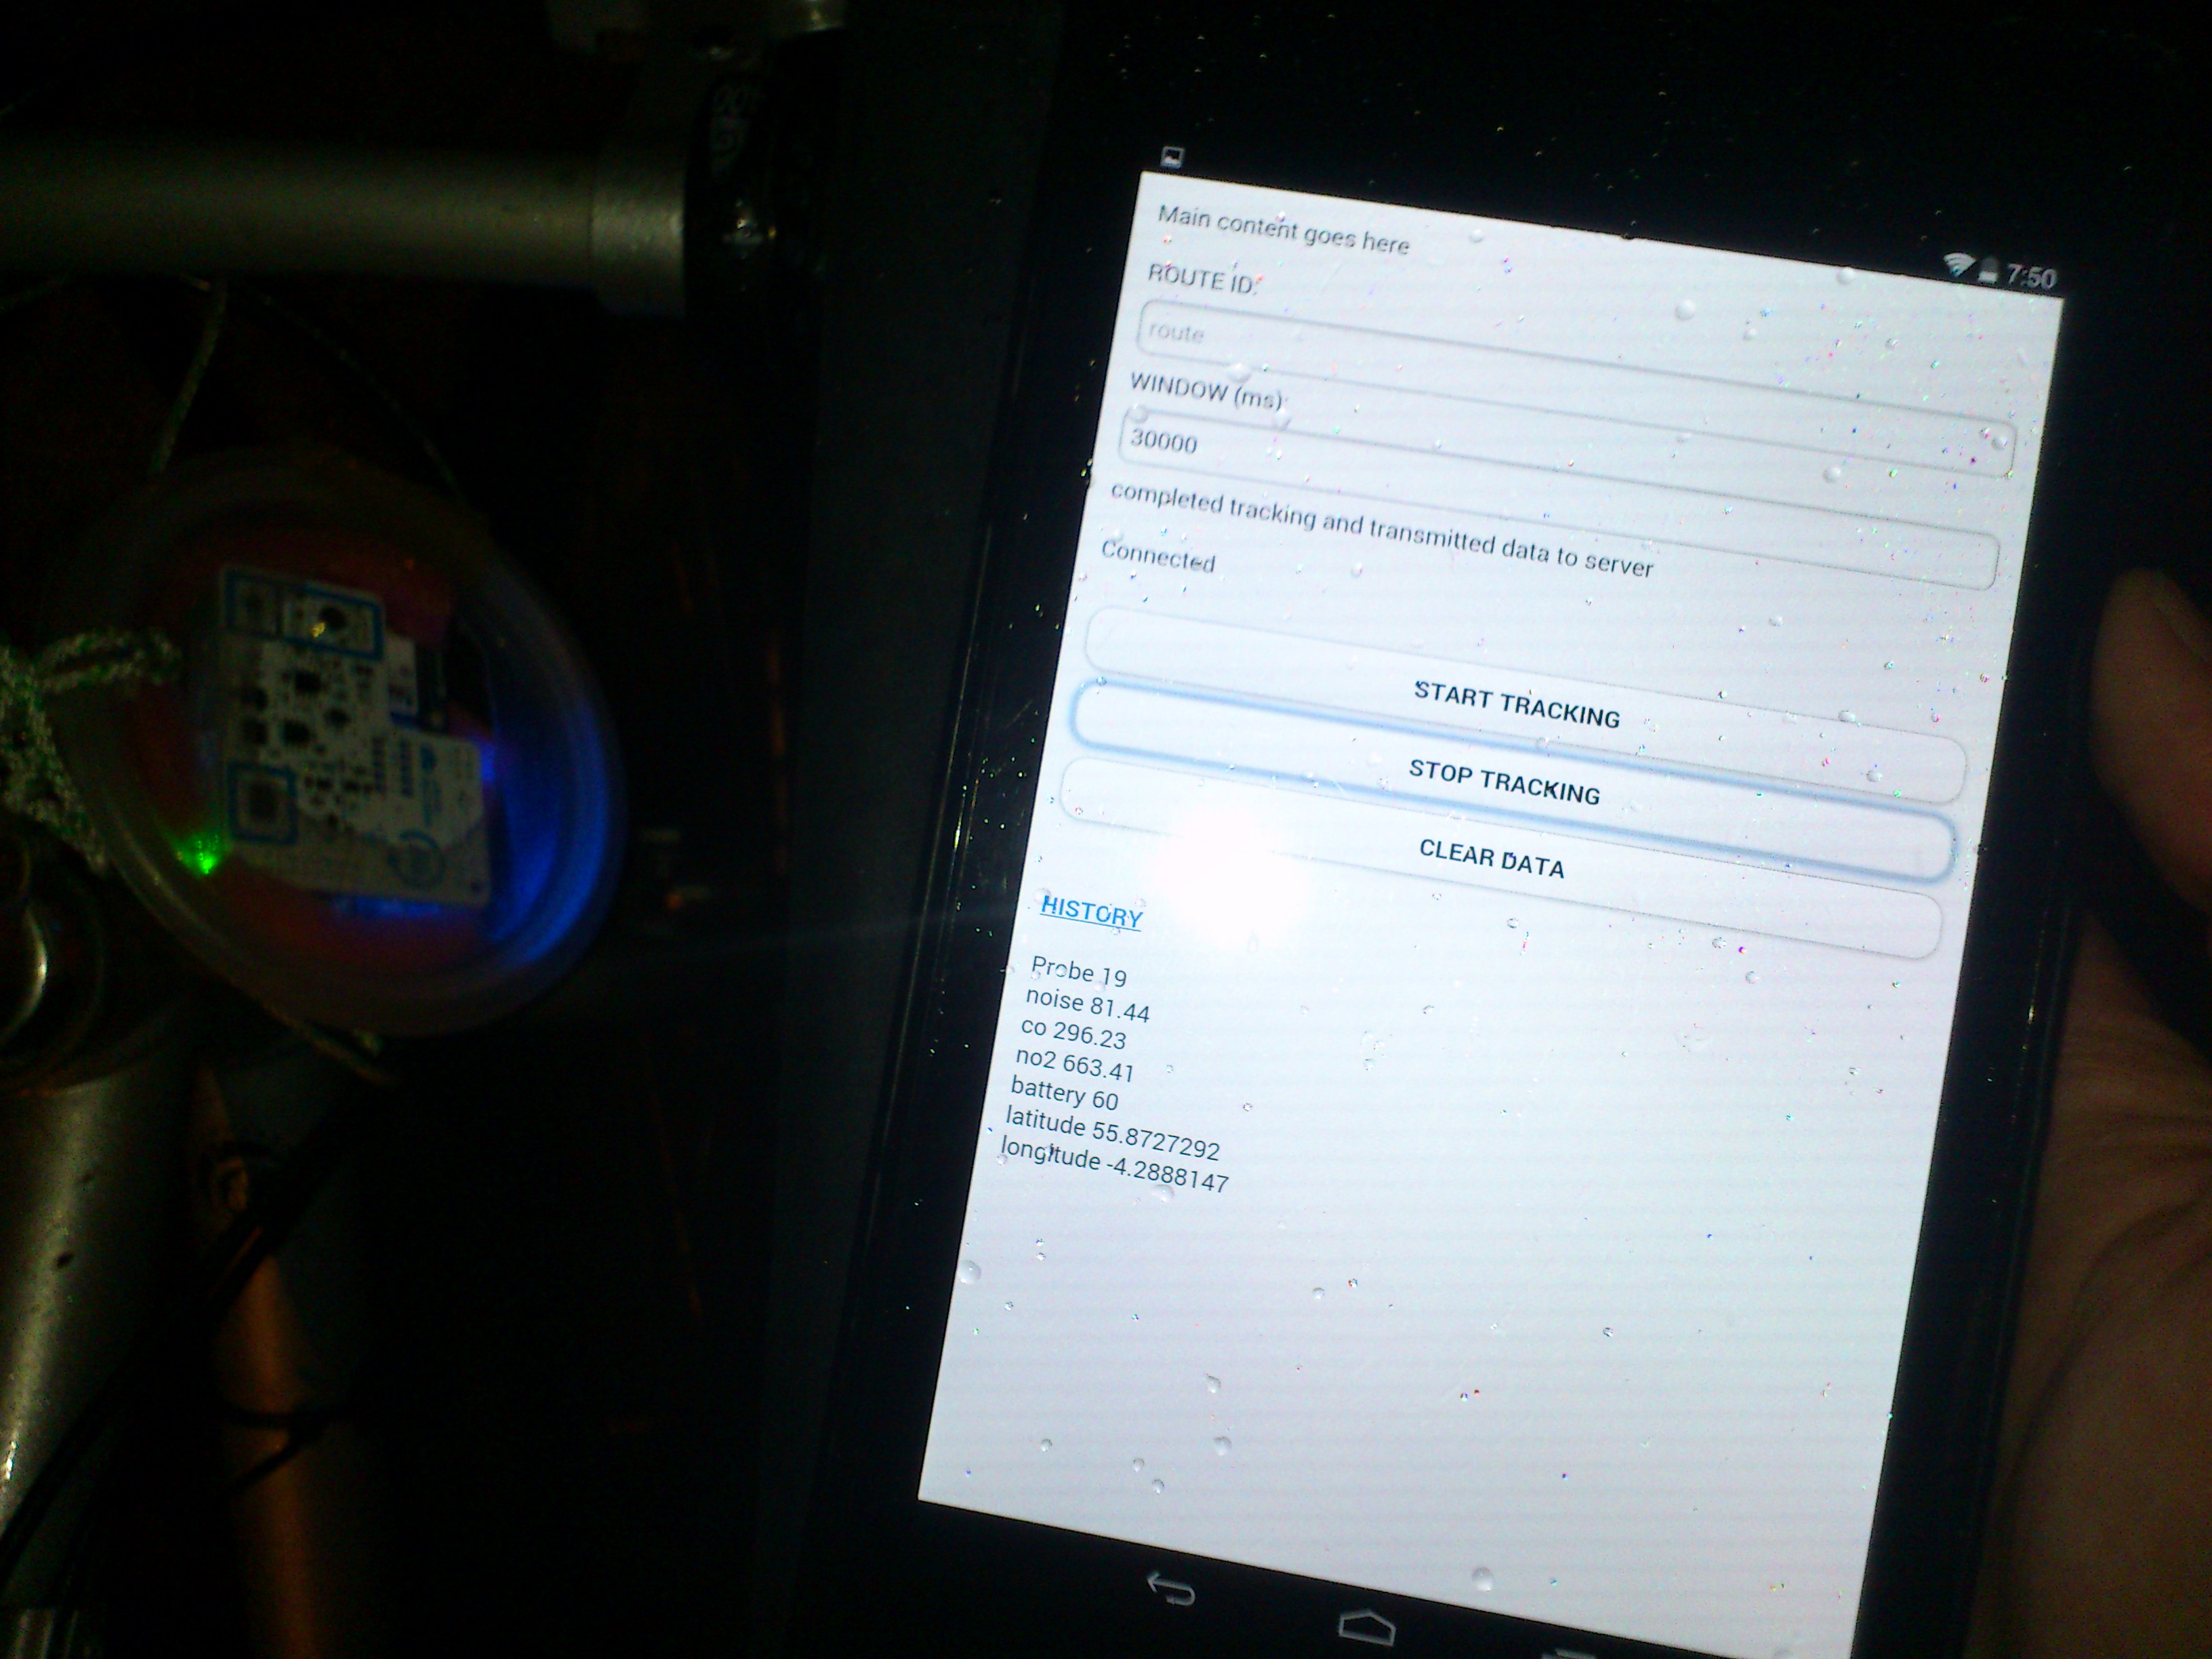 7:50
Main content goes here
ROUTE ID:
route
WINDOW (ms):
30000
completed tracking and transmitted data to server
Connected
START TRACKING
STOP TRACKING
CLEAR DATA
HISTORY
Probe 19
noise 81.44
co 296.23
no2 663.41
battery 60
latitude 55.8727292
longitude -4.2888147